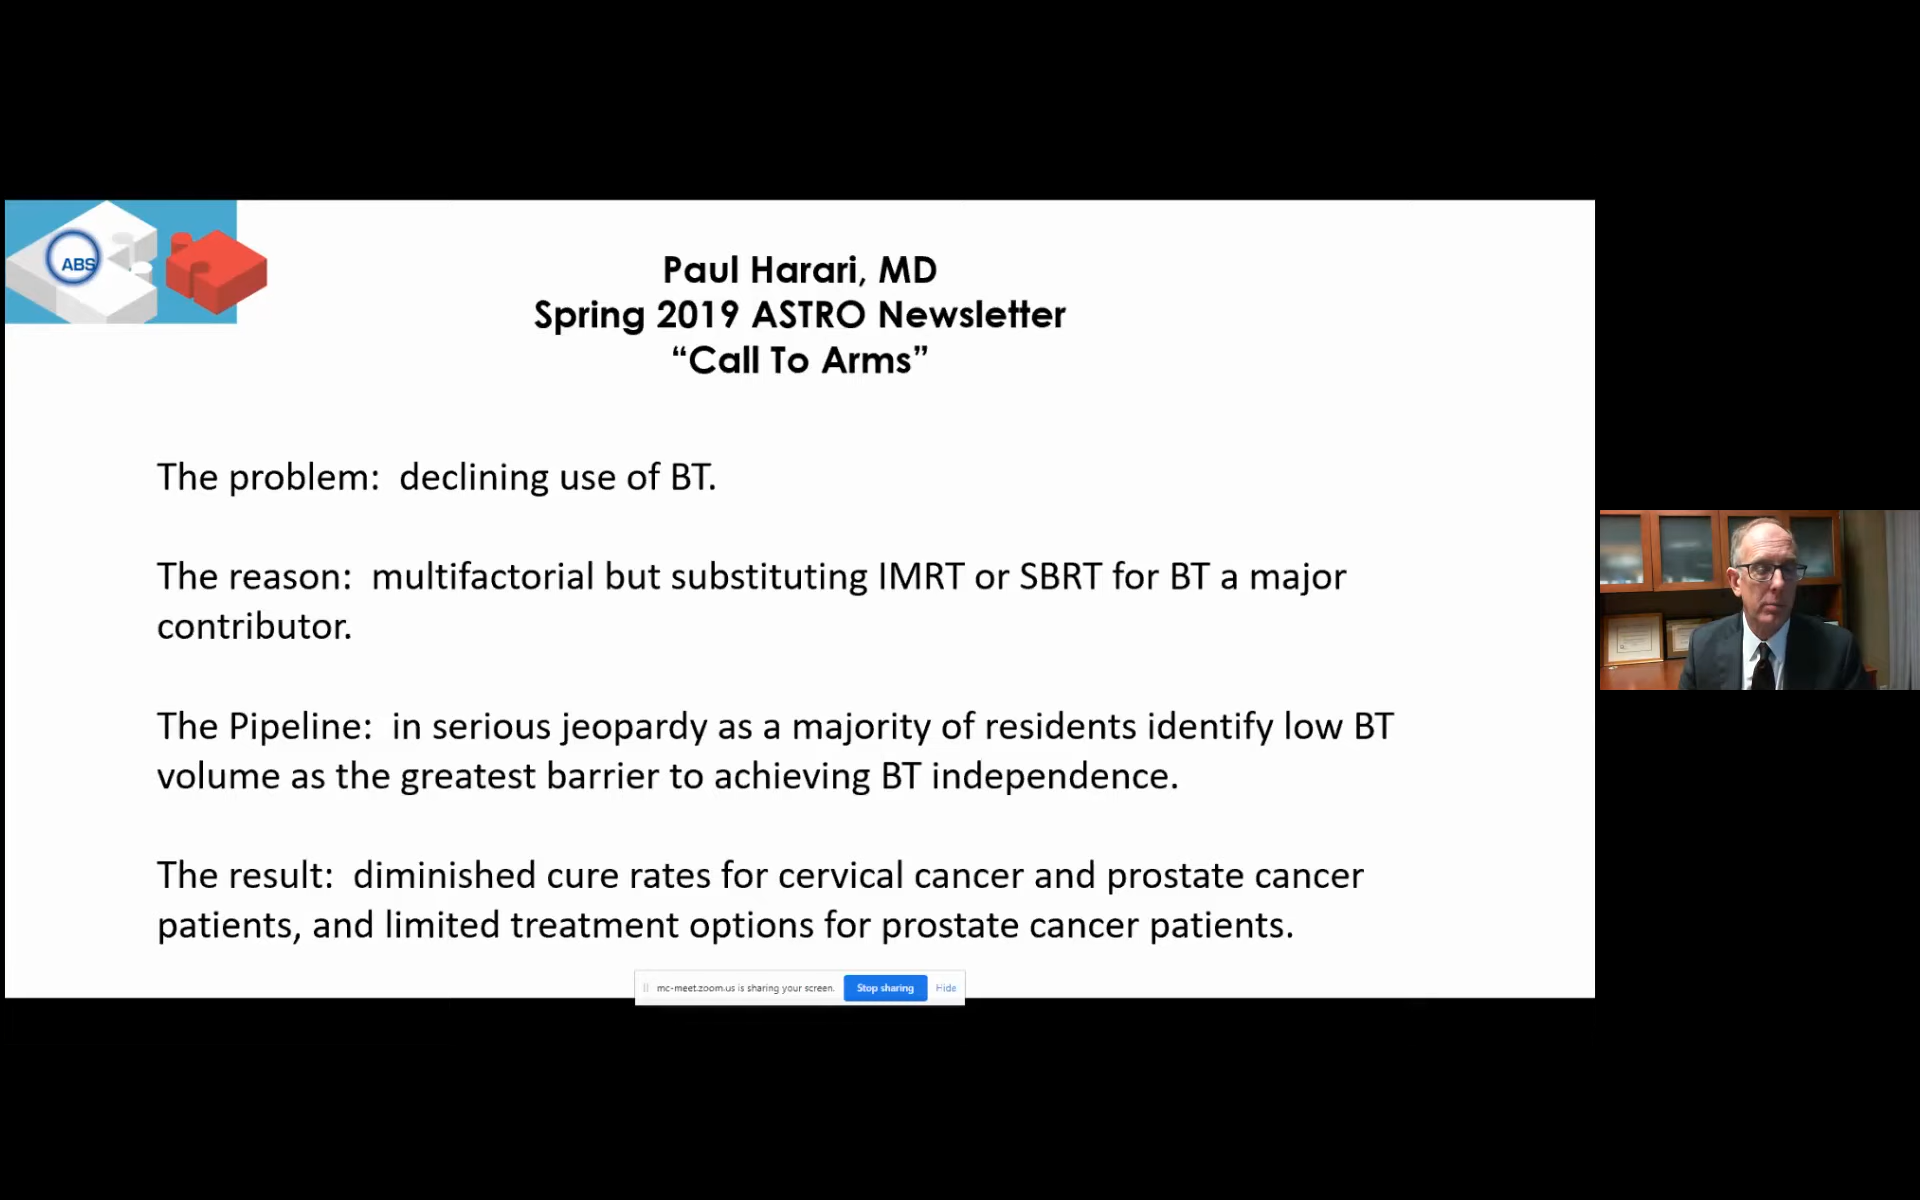 ABS
Paul Harari, MD
Spring 2019 ASTRO Newsletter
“Call To Arms”
The problem:  declining use of BT.
The reason:  multifactorial but substituting IMRT or SBRT for BT a major
contributor.
The Pipeline:  in serious jeopardy as a majority of residents identify low BT
volume as the greatest barrier to achieving BT independence.
The result:  diminished cure rates for cervical cancer and prostate cancer
patients, and limited treatment options for prostate cancer patients.
mc-meet.zoom.us is sharing your screen. Stop sharing Hide